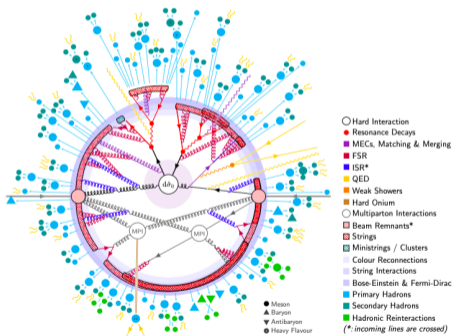 dσ₀
MPI
MPI
Hard Interaction
Resonance Decays
MECs, Matching & Merging
FSR
ISR*
QED
Weak Showers
Hard Onium
Multiparton Interactions
Beam Remnants*
Strings
Ministrings / Clusters
Colour Reconnections
String Interactions
Bose-Einstein & Fermi-Dirac
Primary Hadrons
Secondary Hadrons
Hadronic Reinteractions
(*: incoming lines are crossed)
Meson
Baryon
Antibaryon
Heavy Flavour